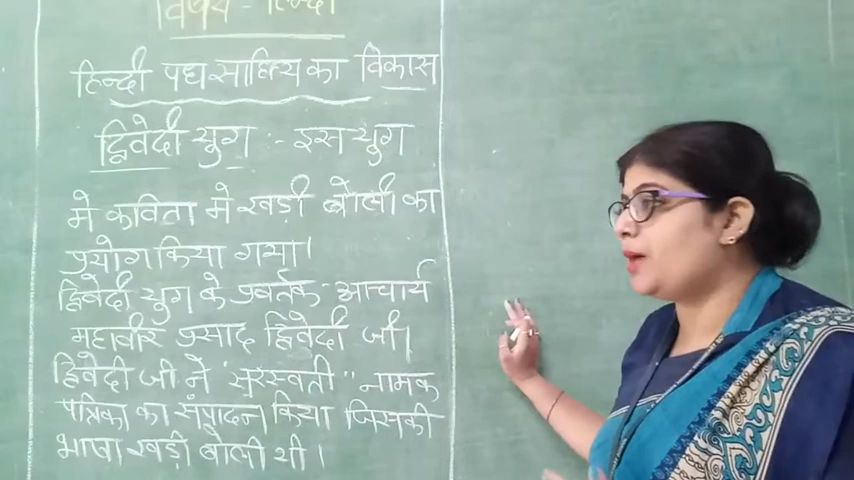 विषय - हिन्दी
हिन्दी पद्य साहित्य का विकास
द्विवेदी युग :- इस युग
मे कविता मे खड़ी बोली का
प्रयोग किया गया।
द्विवेदी युग के प्रवर्तक - आचार्य
महावीर प्रसाद द्विवेदी जी।
द्विवेदी जी ने 'सरस्वती" नामक
पत्रिका का संपादन किया जिसकी
भाषा खड़ी बोली थी।